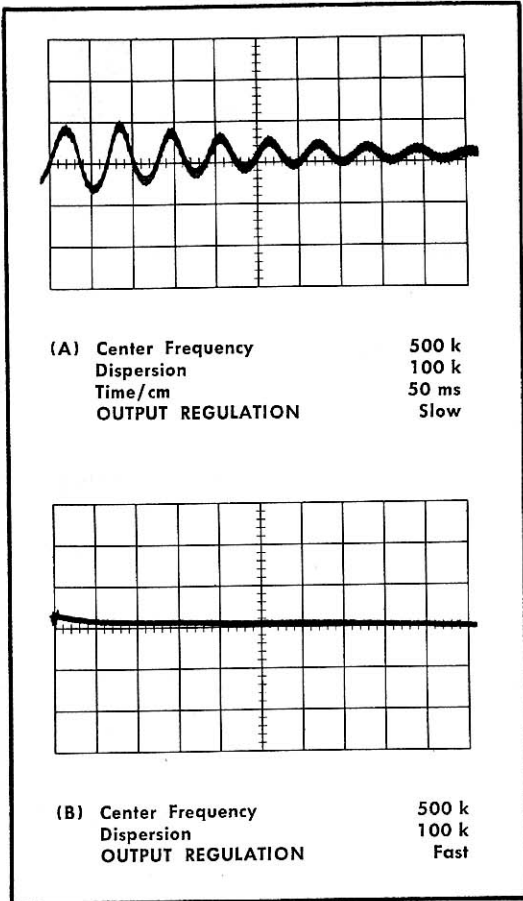 (A) Center Frequency 500 k
Dispersion 100 k
Time/cm 50 ms
OUTPUT REGULATION Slow
(B) Center Frequency 500 k
Dispersion 100 k
OUTPUT REGULATION Fast